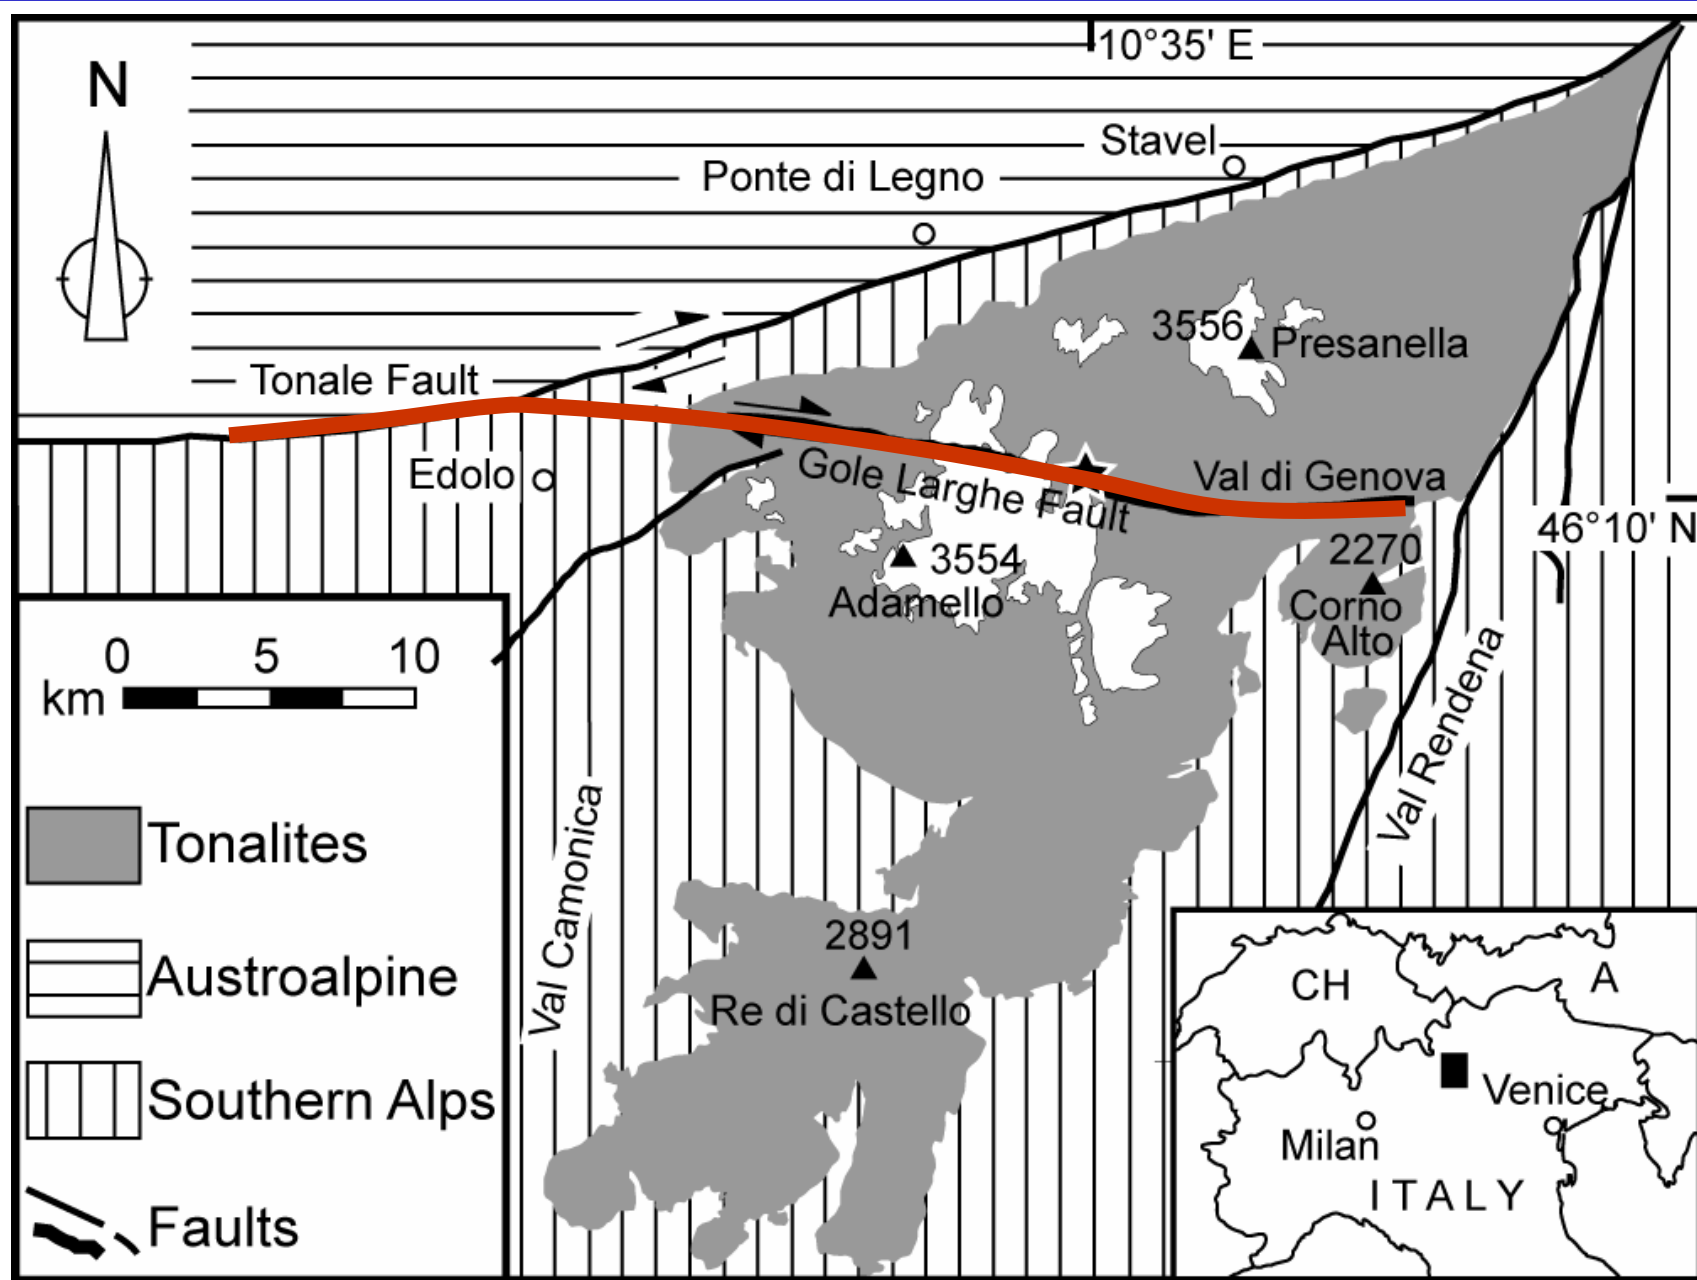 10°35' E
N
Stavel
Ponte di Legno
3556
Presanella
Tonale Fault
Edolo
Gole Larghe Fault
Val di Genova
46°10' N
2270
3554
Adamello
Corno
Alto
0 5 10
km
Val Rendena
Val Camonica
Tonalites
2891
Re di Castello
Austroalpine
CH
A
Southern Alps
Venice
Milan
ITALY
Faults